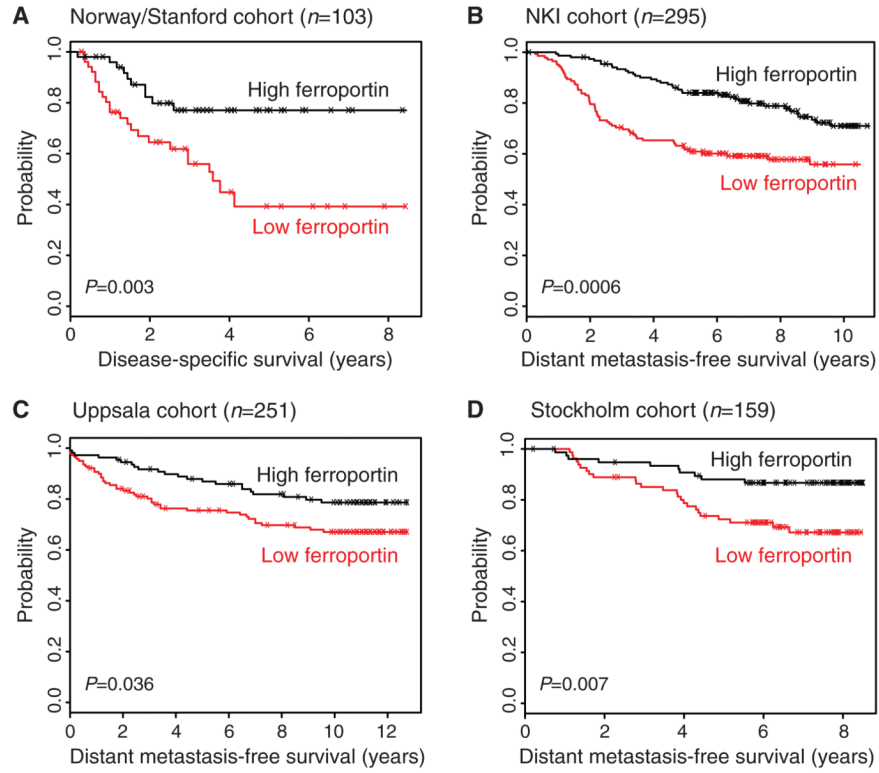 A Norway/Stanford cohort (n=103)
1.0
0.8
0.6
0.4
0.2
0.0
Probability
High ferroportin
Low ferroportin
P=0.003
0 2 4 6 8
Disease-specific survival (years)
B NKI cohort (n=295)
1.0
0.8
0.6
0.4
0.2
0.0
Probability
High ferroportin
Low ferroportin
P=0.0006
0 2 4 6 8 10
Distant metastasis-free survival (years)
C Uppsala cohort (n=251)
1.0
0.8
0.6
0.4
0.2
0.0
Probability
High ferroportin
Low ferroportin
P=0.036
0 2 4 6 8 10 12
Distant metastasis-free survival (years)
D Stockholm cohort (n=159)
1.0
0.8
0.6
0.4
0.2
0.0
Probability
High ferroportin
Low ferroportin
P=0.007
0 2 4 6 8
Distant metastasis-free survival (years)